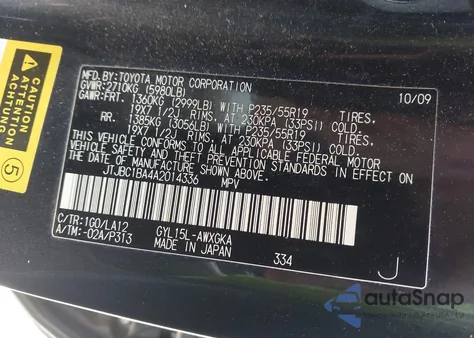 ATTENTION
ACHTUNG
5
MFD.BY:TOYOTA MOTOR CORPORATION 10/09
GVWR:2710KG (5980LB)
GAWR:FRT. 1360KG (2999LB) WITH P235/55R19 TIRES,
19X7 1/2J RIMS, AT 230KPA (33PSI) COLD.
RR. 1385KG (3056LB) WITH P235/55R19 TIRES,
19X7 1/2J RIMS, AT 230KPA (33PSI) COLD.
THIS VEHICLE CONFORMS TO ALL APPLICABLE FEDERAL MOTOR
VEHICLE SAFETY STANDARDS IN EFFECT ON THE DATE OF
MANUFACTURE SHOWN ABOVE.
JTJBC1BA4A2014336 MPV
C/TR:1G0/LA12 GYL15L-AWXGKA
A/TM:-02A/P313 MADE IN JAPAN 334 J
autoSnap